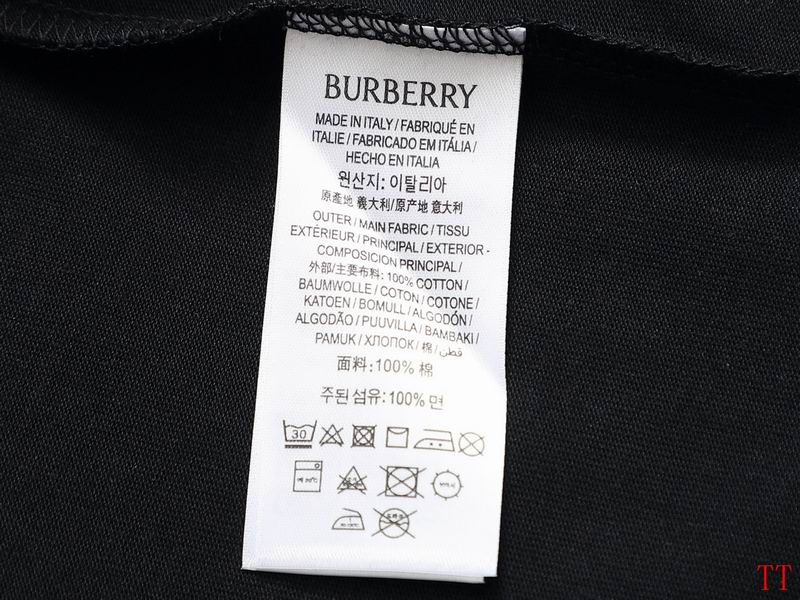 BURBERRY
MADE IN ITALY / FABRIQUÉ EN
ITALIE / FABRICADO EM ITÁLIA /
HECHO EN ITALIA
원산지: 이탈리아
原產地 義大利/原产地 意大利
OUTER / MAIN FABRIC / TISSU
EXTÉRIEUR / PRINCIPAL / EXTERIOR -
COMPOSICION PRINCIPAL /
外部/主要布料: 100% COTTON /
BAUMWOLLE / COTON / COTONE /
KATOEN / BOMULL / ALGODÓN /
ALGODÃO / PUUVILLA / BAMBAKI /
PAMUK / ХЛОПОК / 棉 / قطن
面料:100% 棉
주된 섬유:100% 면
30
TT